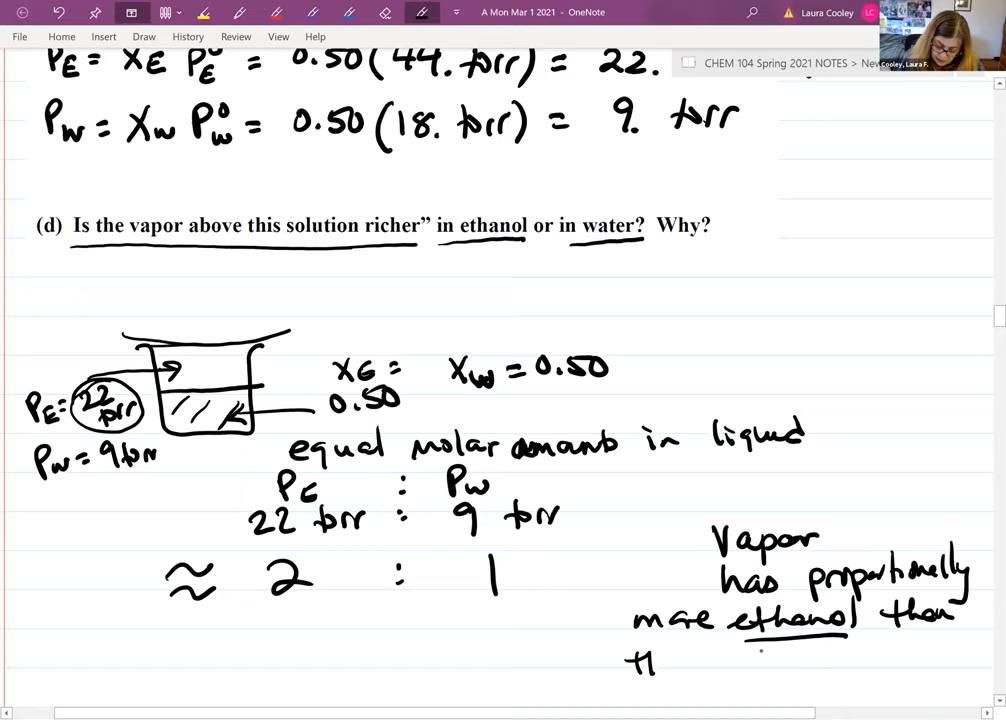 A Mon Mar 1 2021 - OneNote
Laura Cooley
LC
File Home Insert Draw History View Help
CHEM 104 Spring 2021 NOTES > New
Cooley, Laura F.
PE = XE PE° = 0.50 (44. torr) = 22.
Pw = Xw Pw° = 0.50 (18. torr) = 9. torr
(d) Is the vapor above this solution richer” in ethanol or in water? Why?
XE = Xw = 0.50
0.50
PE = 22 torr
Pw = 9 torr
equal molar amounts in liquid
PE : Pw
22 torr : 9 torr
≈ 2 : 1
Vapor
has proportionally
more ethanol than